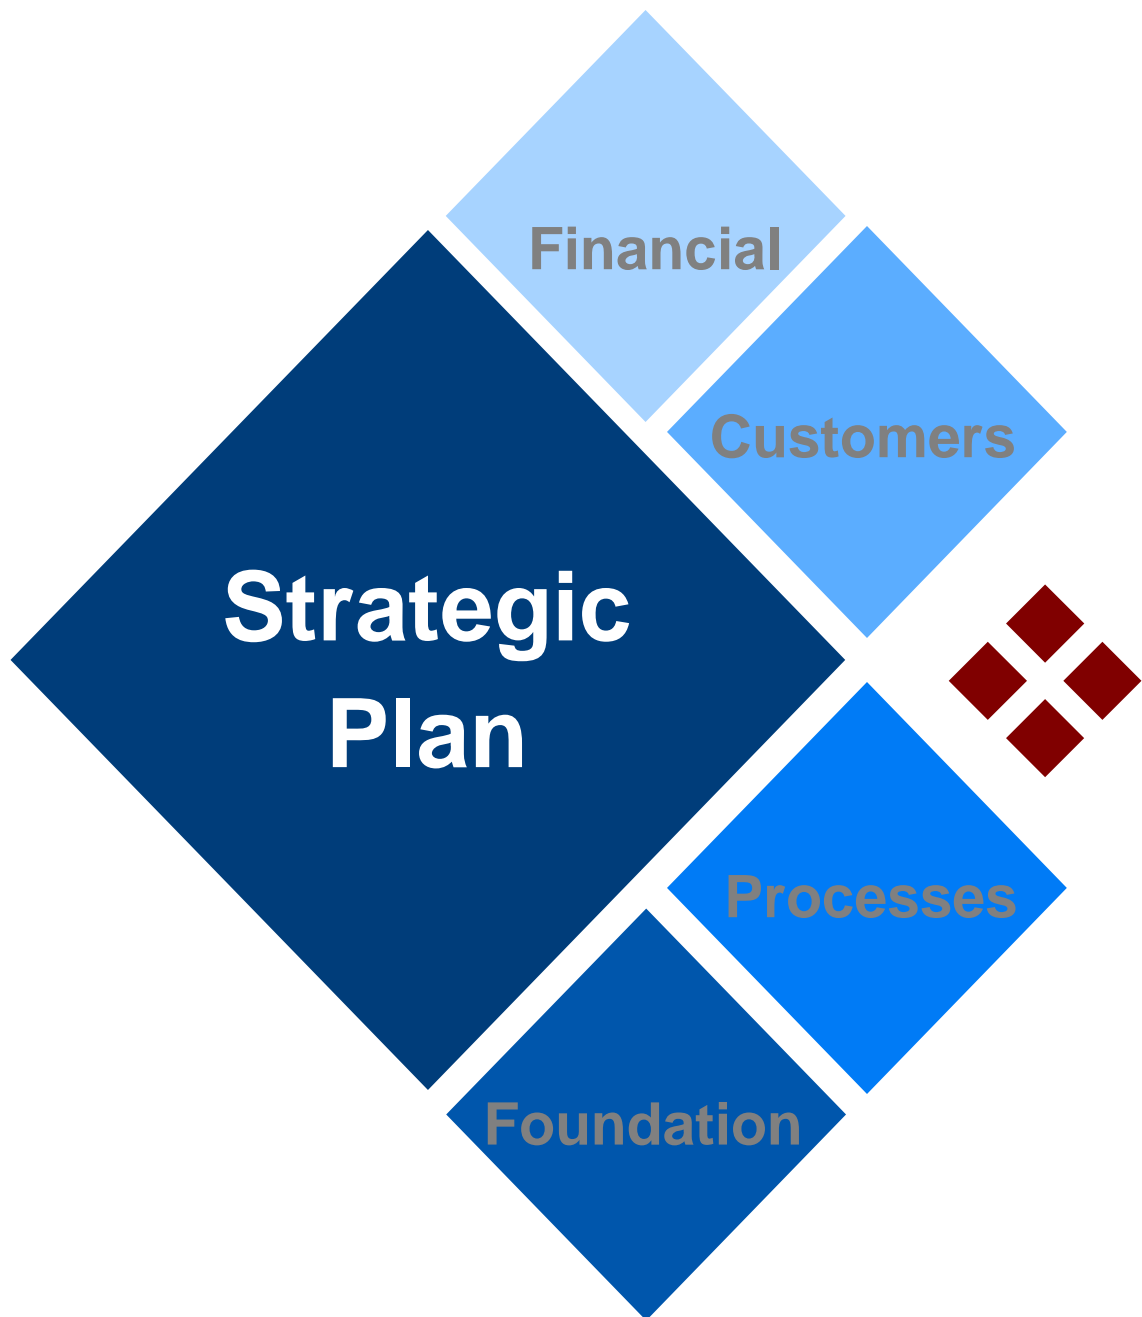 Financial
Customers
Strategic
Plan
Processes
Foundation